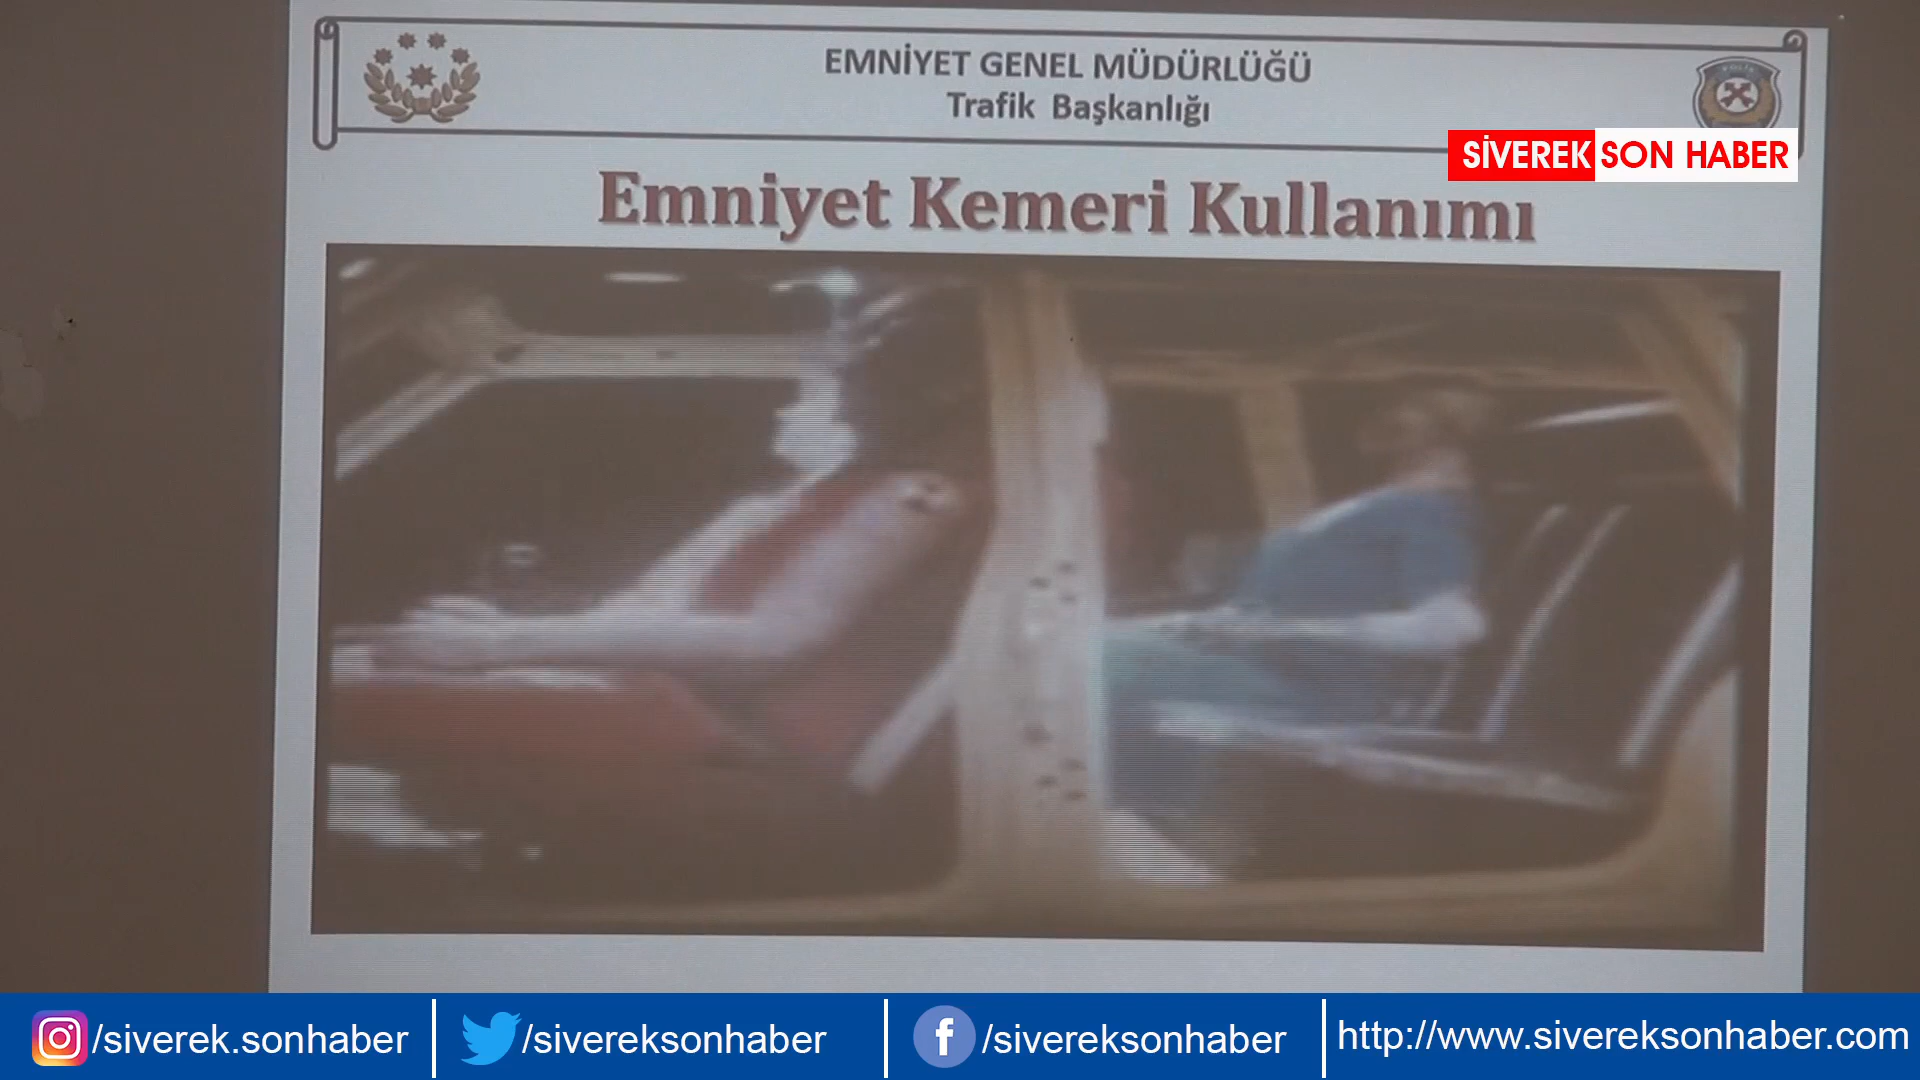 EMNİYET GENEL MÜDÜRLÜĞÜ
Trafik Başkanlığı
SİVEREK SON HABER
Emniyet Kemeri Kullanımı
/siverek.sonhaber
/sivereksonhaber
/sivereksonhaber
http://www.sivereksonhaber.com